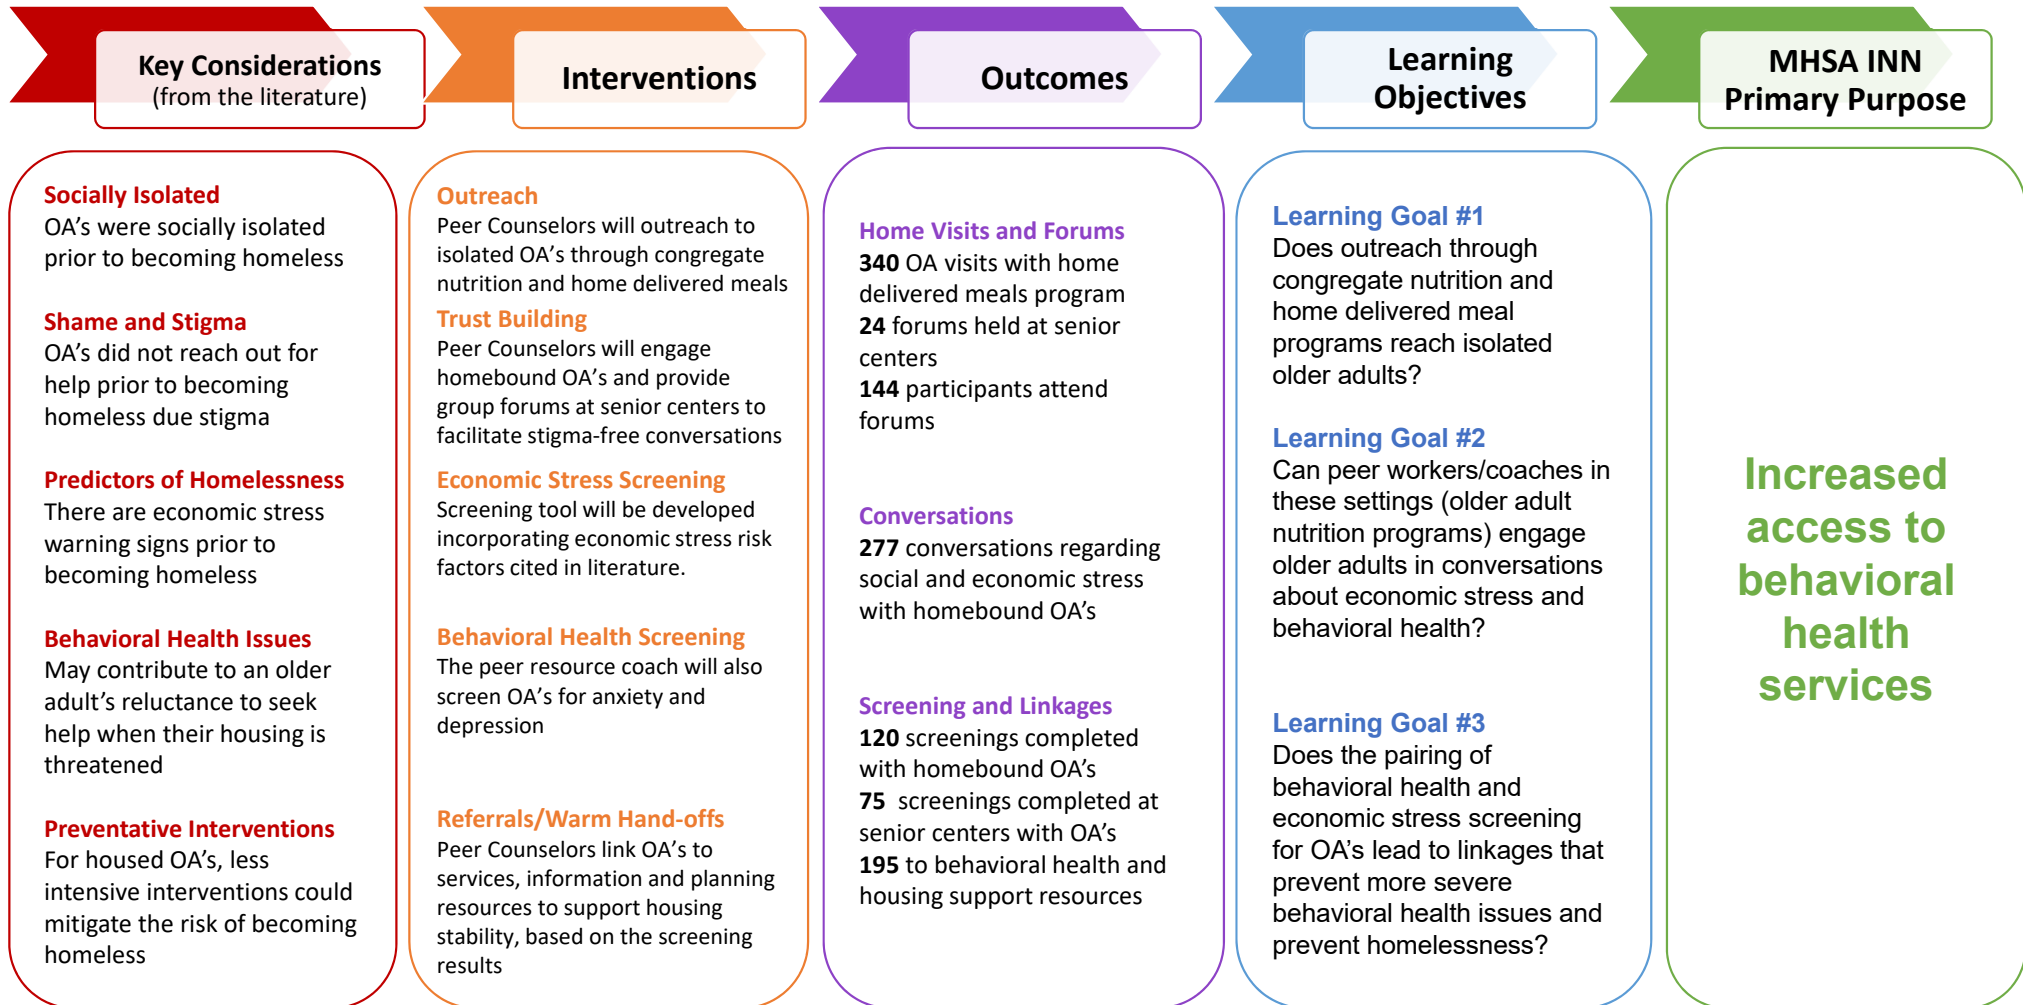 Key Considerations
(from the literature)
Interventions
Outcomes
Learning
Objectives
MHSA INN
Primary Purpose
Socially Isolated
OA's were socially isolated
prior to becoming homeless
Shame and Stigma
OA's did not reach out for
help prior to becoming
homeless due stigma
Predictors of Homelessness
There are economic stress
warning signs prior to
becoming homeless
Behavioral Health Issues
May contribute to an older
adult's reluctance to seek
help when their housing is
threatened
Preventative Interventions
For housed OA's, less
intensive interventions could
mitigate the risk of becoming
homeless
Outreach
Peer Counselors will outreach to
isolated OA's through congregate
nutrition and home delivered meals
Trust Building
Peer Counselors will engage
homebound OA's and provide
group forums at senior centers to
facilitate stigma-free conversations
Economic Stress Screening
Screening tool will be developed
incorporating economic stress risk
factors cited in literature.
Behavioral Health Screening
The peer resource coach will also
screen OA's for anxiety and
depression
Referrals/Warm Hand-offs
Peer Counselors link OA's to
services, information and planning
resources to support housing
stability, based on the screening
results
Home Visits and Forums
340 OA visits with home
delivered meals program
24 forums held at senior
centers
144 participants attend
forums
Conversations
277 conversations regarding
social and economic stress
with homebound OA's
Screening and Linkages
120 screenings completed
with homebound OA's
75 screenings completed at
senior centers with OA's
195 to behavioral health and
housing support resources
Learning Goal #1
Does outreach through
congregate nutrition and
home delivered meal
programs reach isolated
older adults?
Learning Goal #2
Can peer workers/coaches in
these settings (older adult
nutrition programs) engage
older adults in conversations
about economic stress and
behavioral health?
Learning Goal #3
Does the pairing of
behavioral health and
economic stress screening
for OA's lead to linkages that
prevent more severe
behavioral health issues and
prevent homelessness?
Increased
access to
behavioral
health
services